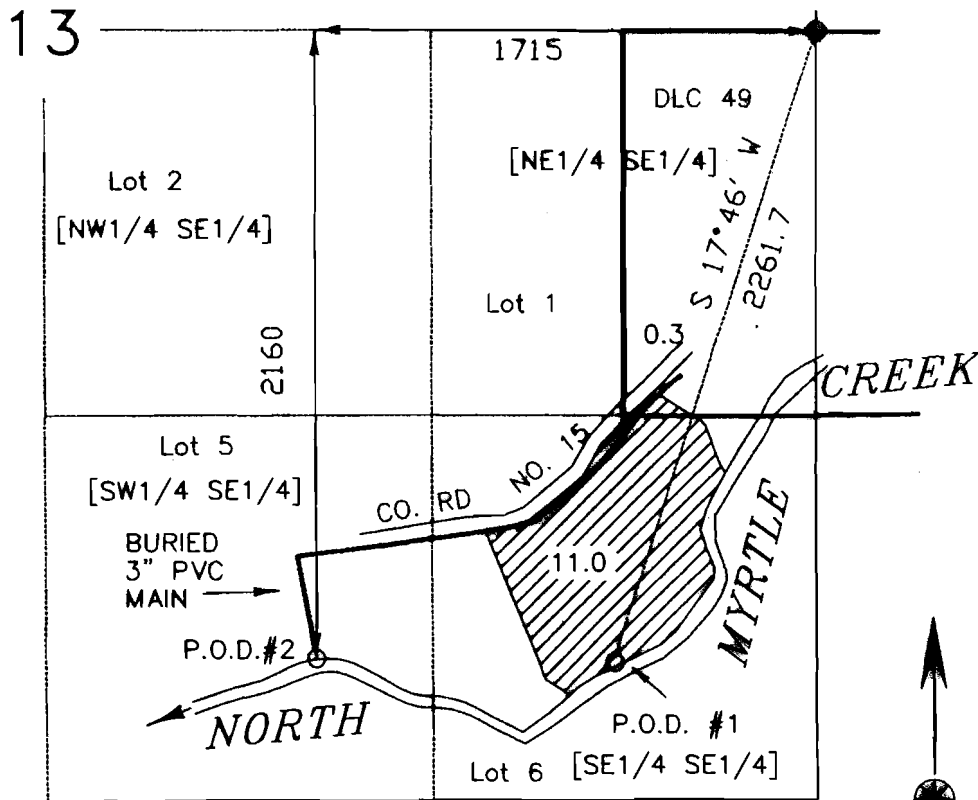 13
1715
DLC 49
[NE1/4 SE1/4]
Lot 2
[NW1/4 SE1/4]
S 17°46' W
2261.7
Lot 1
0.3
2160
CREEK
Lot 5
[SW1/4 SE1/4]
CO. RD NO. 15
BURIED
3" PVC
MAIN
11.0
MYRTLE
P.O.D.#2
NORTH
P.O.D. #1
Lot 6 [SE1/4 SE1/4]